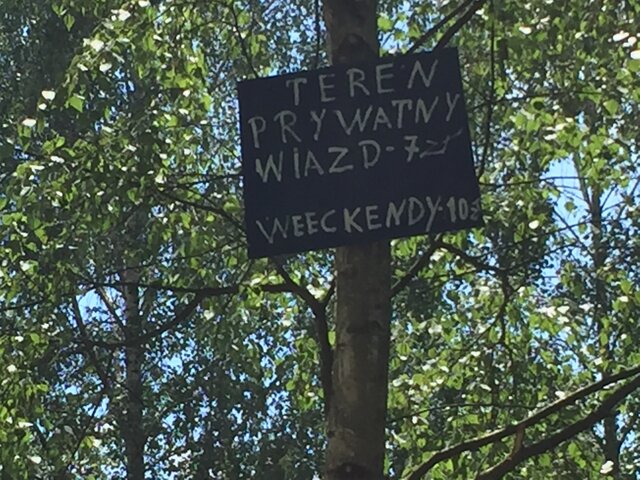 TEREN
PRYWATNY
WIAZD-7zł
WEECKENDY-10zł